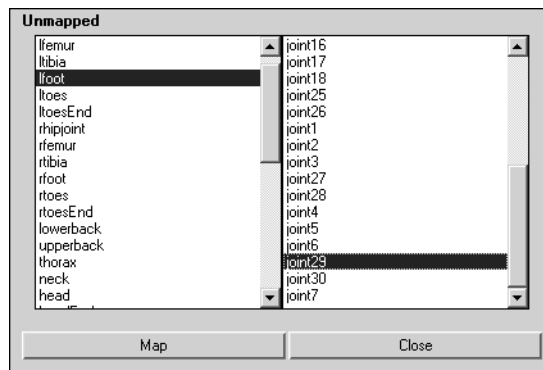 Unmapped
lfemur
ltibia
lfoot
ltoes
ltoesEnd
rhipjoint
rfemur
rtibia
rfoot
rtoes
rtoesEnd
lowerback
upperback
thorax
neck
head
joint16
joint17
joint18
joint25
joint26
joint1
joint2
joint3
joint27
joint28
joint4
joint5
joint6
joint29
joint30
joint7
Map
Close